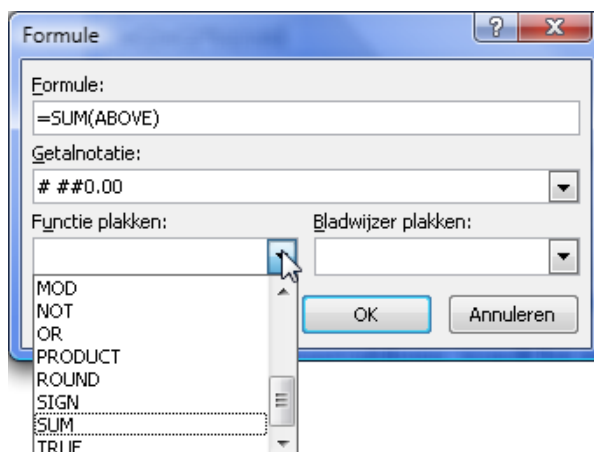 Formule
Formule:
=SUM(ABOVE)
Getalnotatie:
# ##0.00
Functie plakken: Bladwijzer plakken:
MOD
NOT
OR
PRODUCT
ROUND
SIGN
SUM
TRUE
OK Annuleren